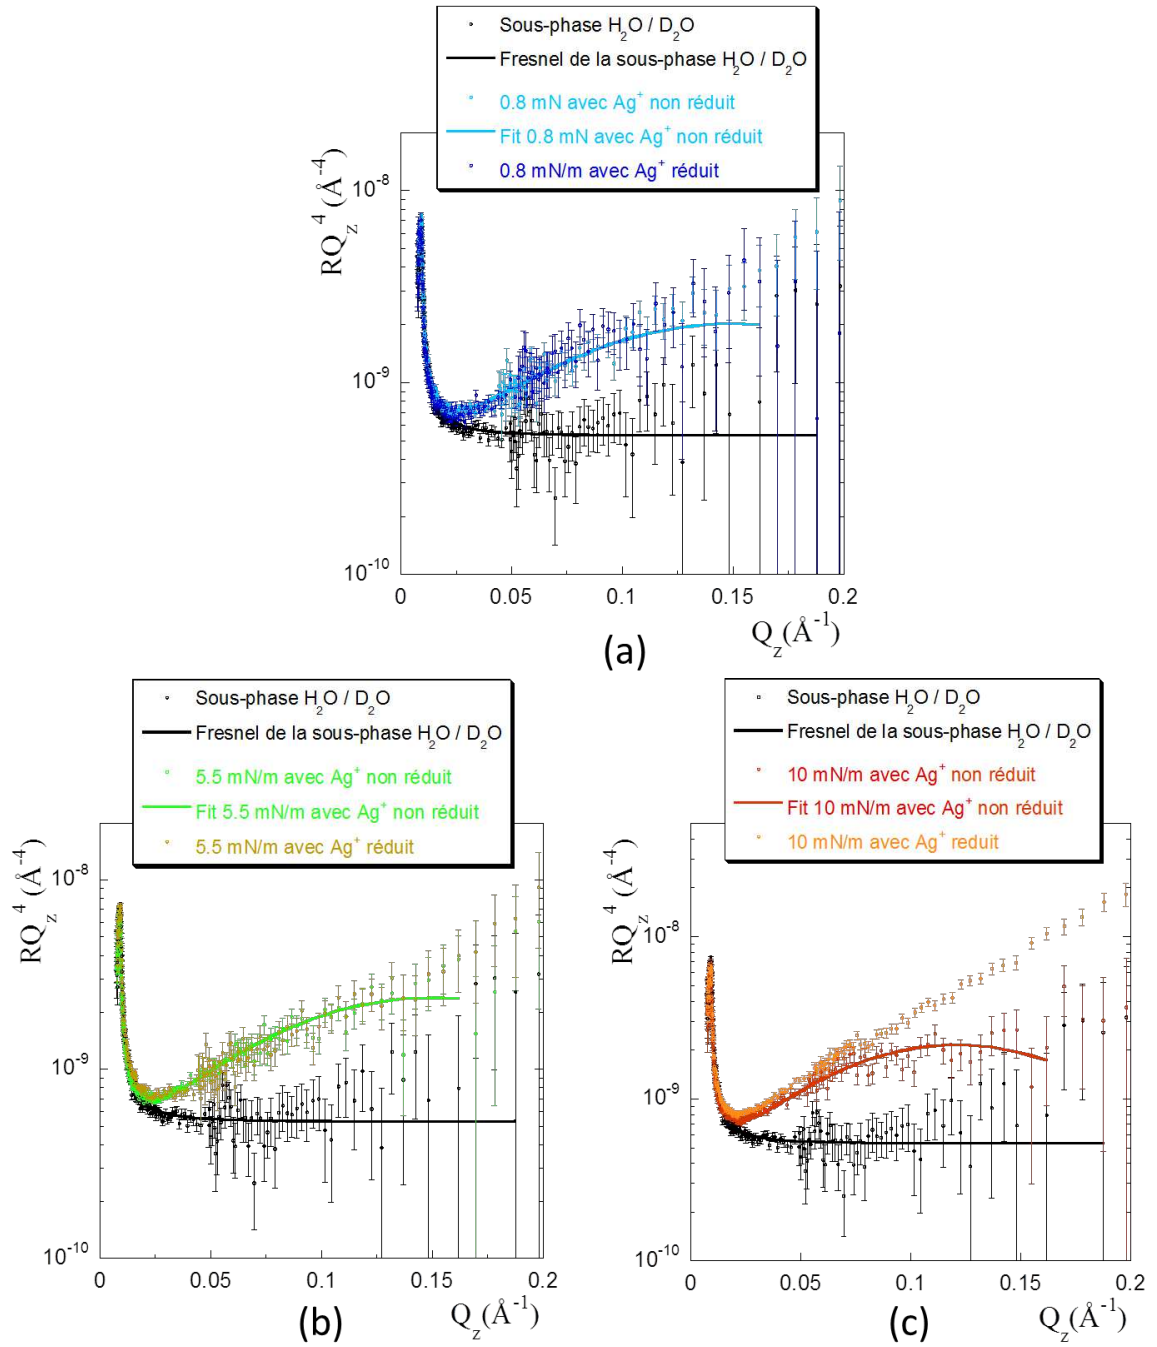 Sous-phase H2O / D2O
Fresnel de la sous-phase H2O / D2O
0.8 mN avec Ag+ non réduit
Fit 0.8 mN avec Ag+ non réduit
0.8 mN/m avec Ag+ réduit
RQz4 (Å-4)
10-8
10-9
10-10
0 0.05 0.1 0.15 0.2
Qz(Å-1)
(a)
Sous-phase H2O / D2O
Fresnel de la sous-phase H2O / D2O
5.5 mN/m avec Ag+ non réduit
Fit 5.5 mN/m avec Ag+ non réduit
5.5 mN/m avec Ag+ réduit
RQz4 (Å-4)
10-8
10-9
10-10
0 0.05 0.1 0.15 0.2
Qz(Å-1)
(b)
Sous-phase H2O / D2O
Fresnel de la sous-phase H2O / D2O
10 mN/m avec Ag+ non réduit
Fit 10 mN/m avec Ag+ non réduit
10 mN/m avec Ag+ reduit
RQz4 (Å-4)
10-8
10-9
10-10
0 0.05 0.1 0.15 0.2
Qz(Å-1)
(c)